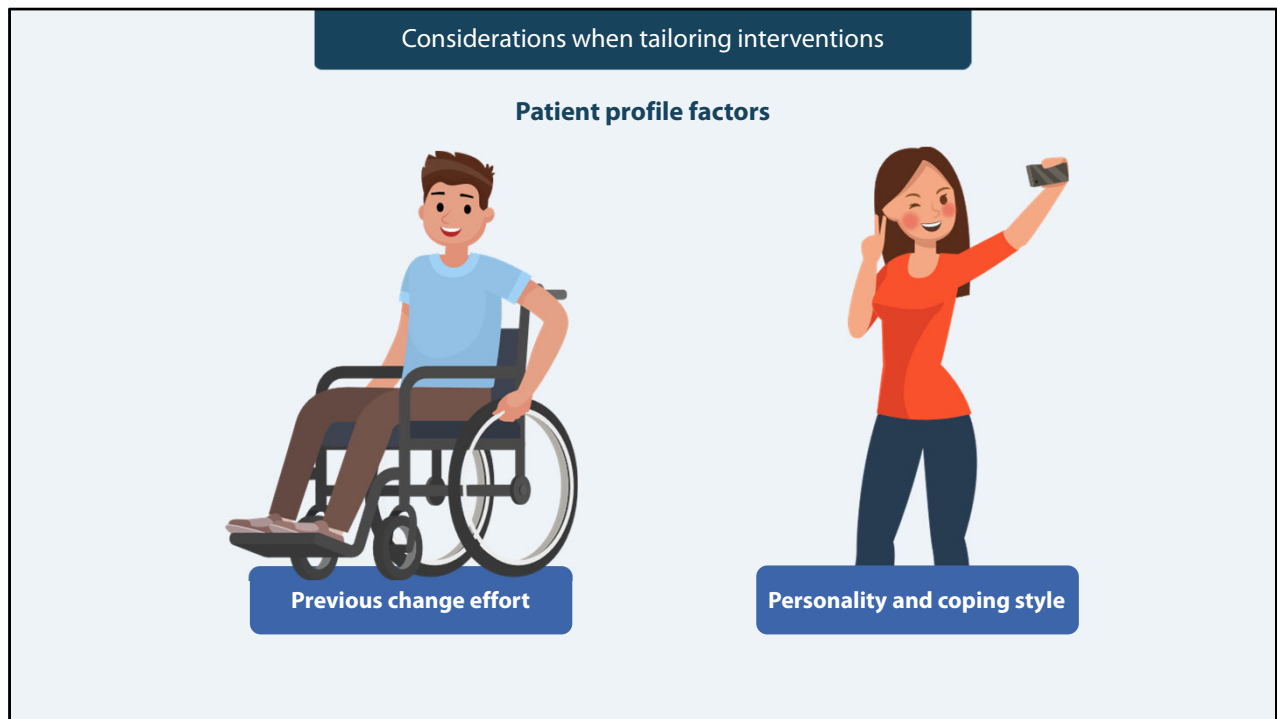 Considerations when tailoring interventions
Patient profile factors
Previous change effort
Personality and coping style